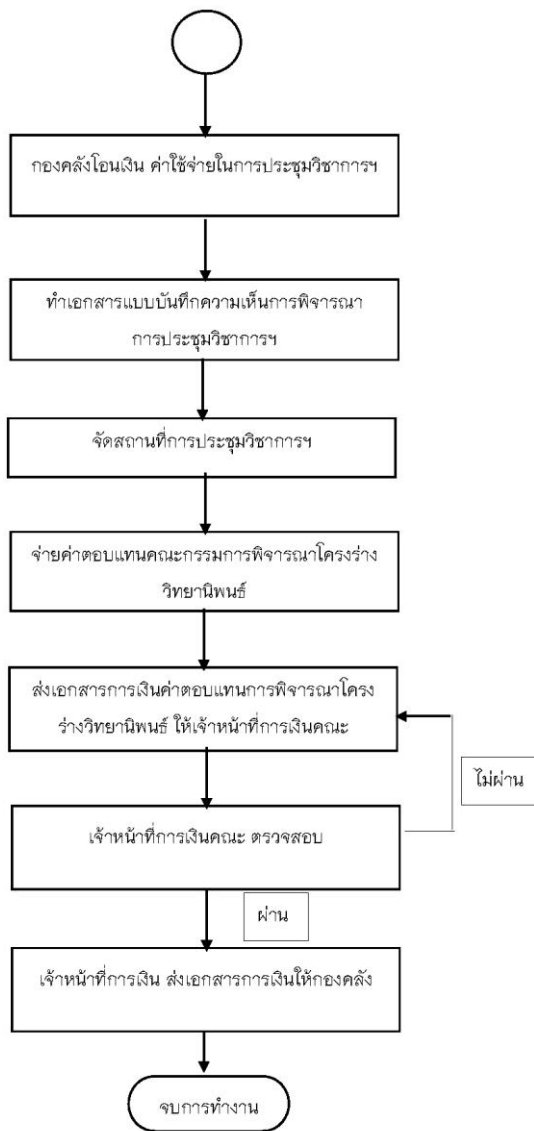 กองคลังโอนเงิน ค่าใช้จ่ายในการประชุมวิชาการฯ
ทำเอกสารแบบบันทึกความเห็นการพิจารณา
การประชุมวิชาการฯ
จัดสถานที่การประชุมวิชาการฯ
จ่ายค่าตอบแทนคณะกรรมการพิจารณาโครงร่าง
วิทยานิพนธ์
ส่งเอกสารการเงินค่าตอบแทนการพิจารณาโครง
ร่างวิทยานิพนธ์ ให้เจ้าหน้าที่การเงินคณะ
ไม่ผ่าน
เจ้าหน้าที่การเงินคณะ ตรวจสอบ
ผ่าน
เจ้าหน้าที่การเงิน ส่งเอกสารการเงินให้กองคลัง
จบการทำงาน